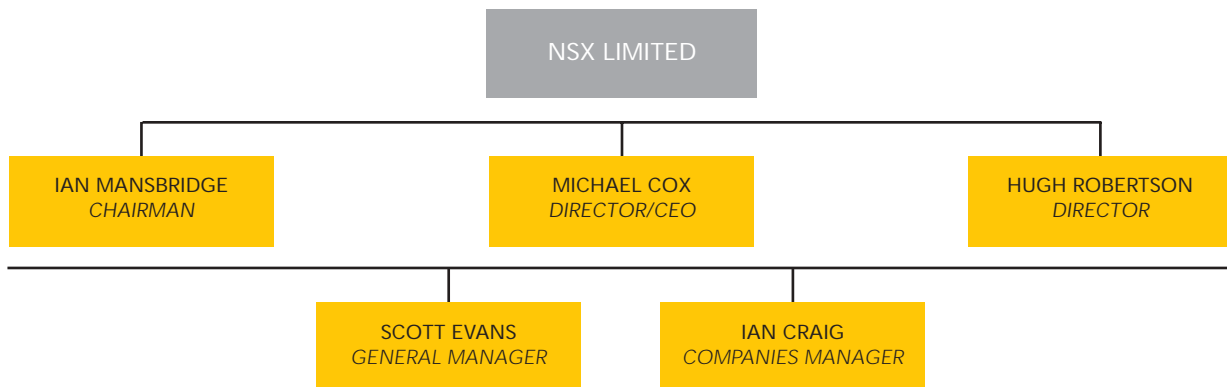 NSX LIMITED
IAN MANSBRIDGE
CHAIRMAN
MICHAEL COX
DIRECTOR/CEO
HUGH ROBERTSON
DIRECTOR
SCOTT EVANS
GENERAL MANAGER
IAN CRAIG
COMPANIES MANAGER